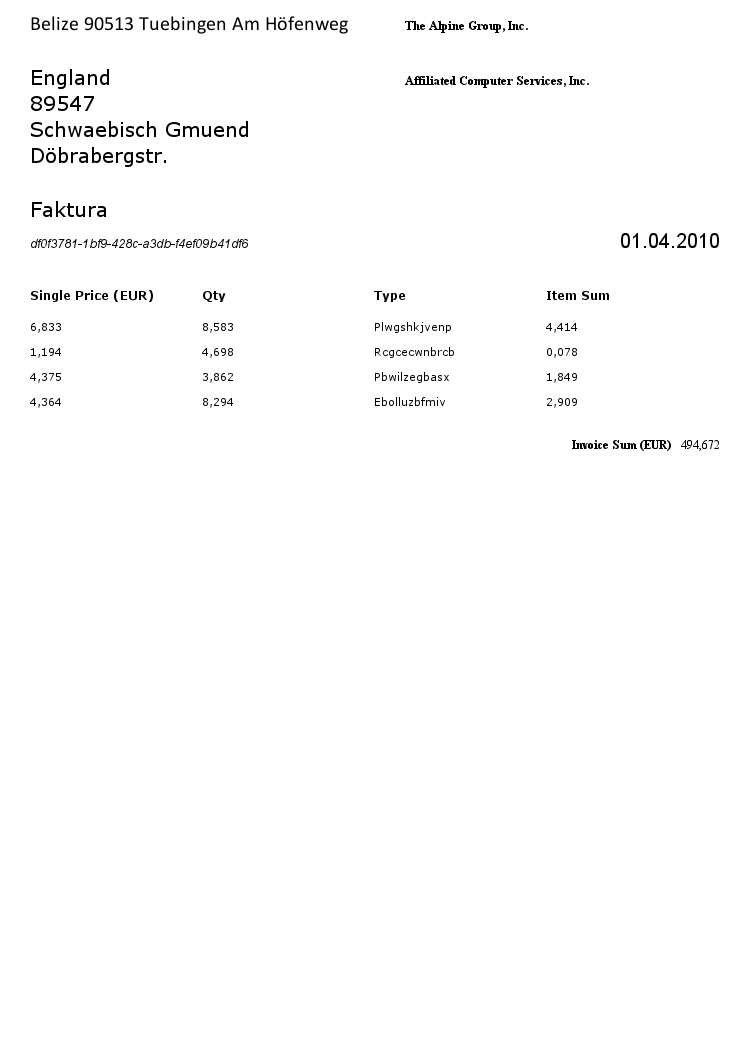 Belize 90513 Tuebingen Am Höfenweg The Alpine Group, Inc.
England Affiliated Computer Services, Inc.
89547
Schwaebisch Gmuend
Döbrabergstr.
Faktura
df0f3781-1bf9-428c-a3db-f4ef09b41df6 01.04.2010
Single Price (EUR) Qty Type Item Sum
6,833 8,583 Plwgshkjvenp 4,414
1,194 4,698 Rcgcecwnbrcb 0,078
4,375 3,862 Pbwilzegbasx 1,849
4,364 8,294 Ebolluzbfmiv 2,909
Invoice Sum (EUR) 494,672